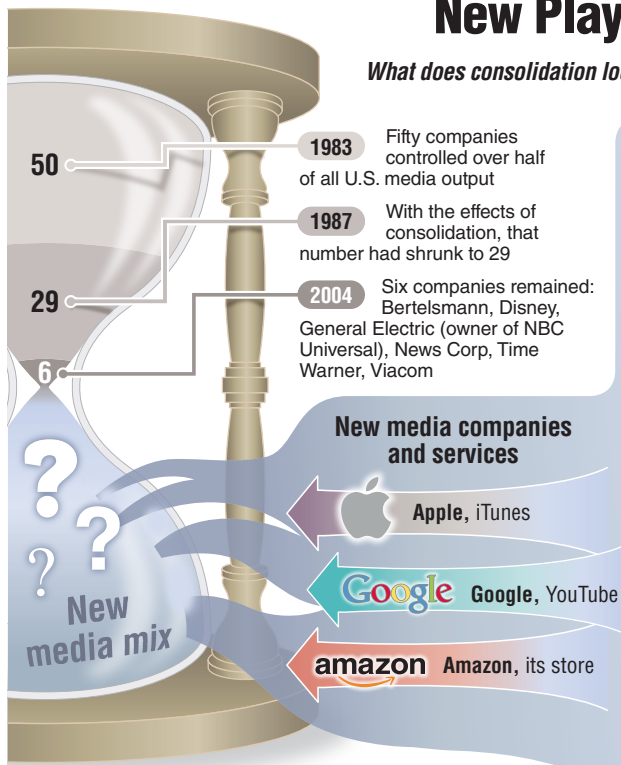 New Play
What does consolidation lo
50
1983 Fifty companies
controlled over half
of all U.S. media output
29
1987 With the effects of
consolidation, that
number had shrunk to 29
6
2004 Six companies remained:
Bertelsmann, Disney,
General Electric (owner of NBC
Universal), News Corp, Time
Warner, Viacom
New media companies
and services
Apple, iTunes
Google Google, YouTube
amazon Amazon, its store
? ? ?
New
media mix